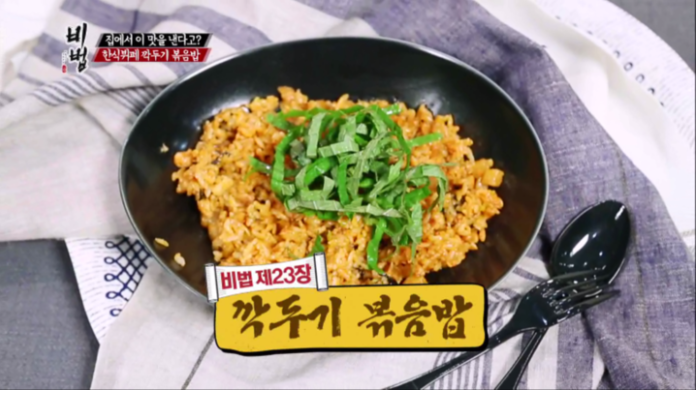 비법
집에서 이 맛을 낸다고?
한식뷔페 깍두기 볶음밥
비법 제23장
깍두기 볶음밥